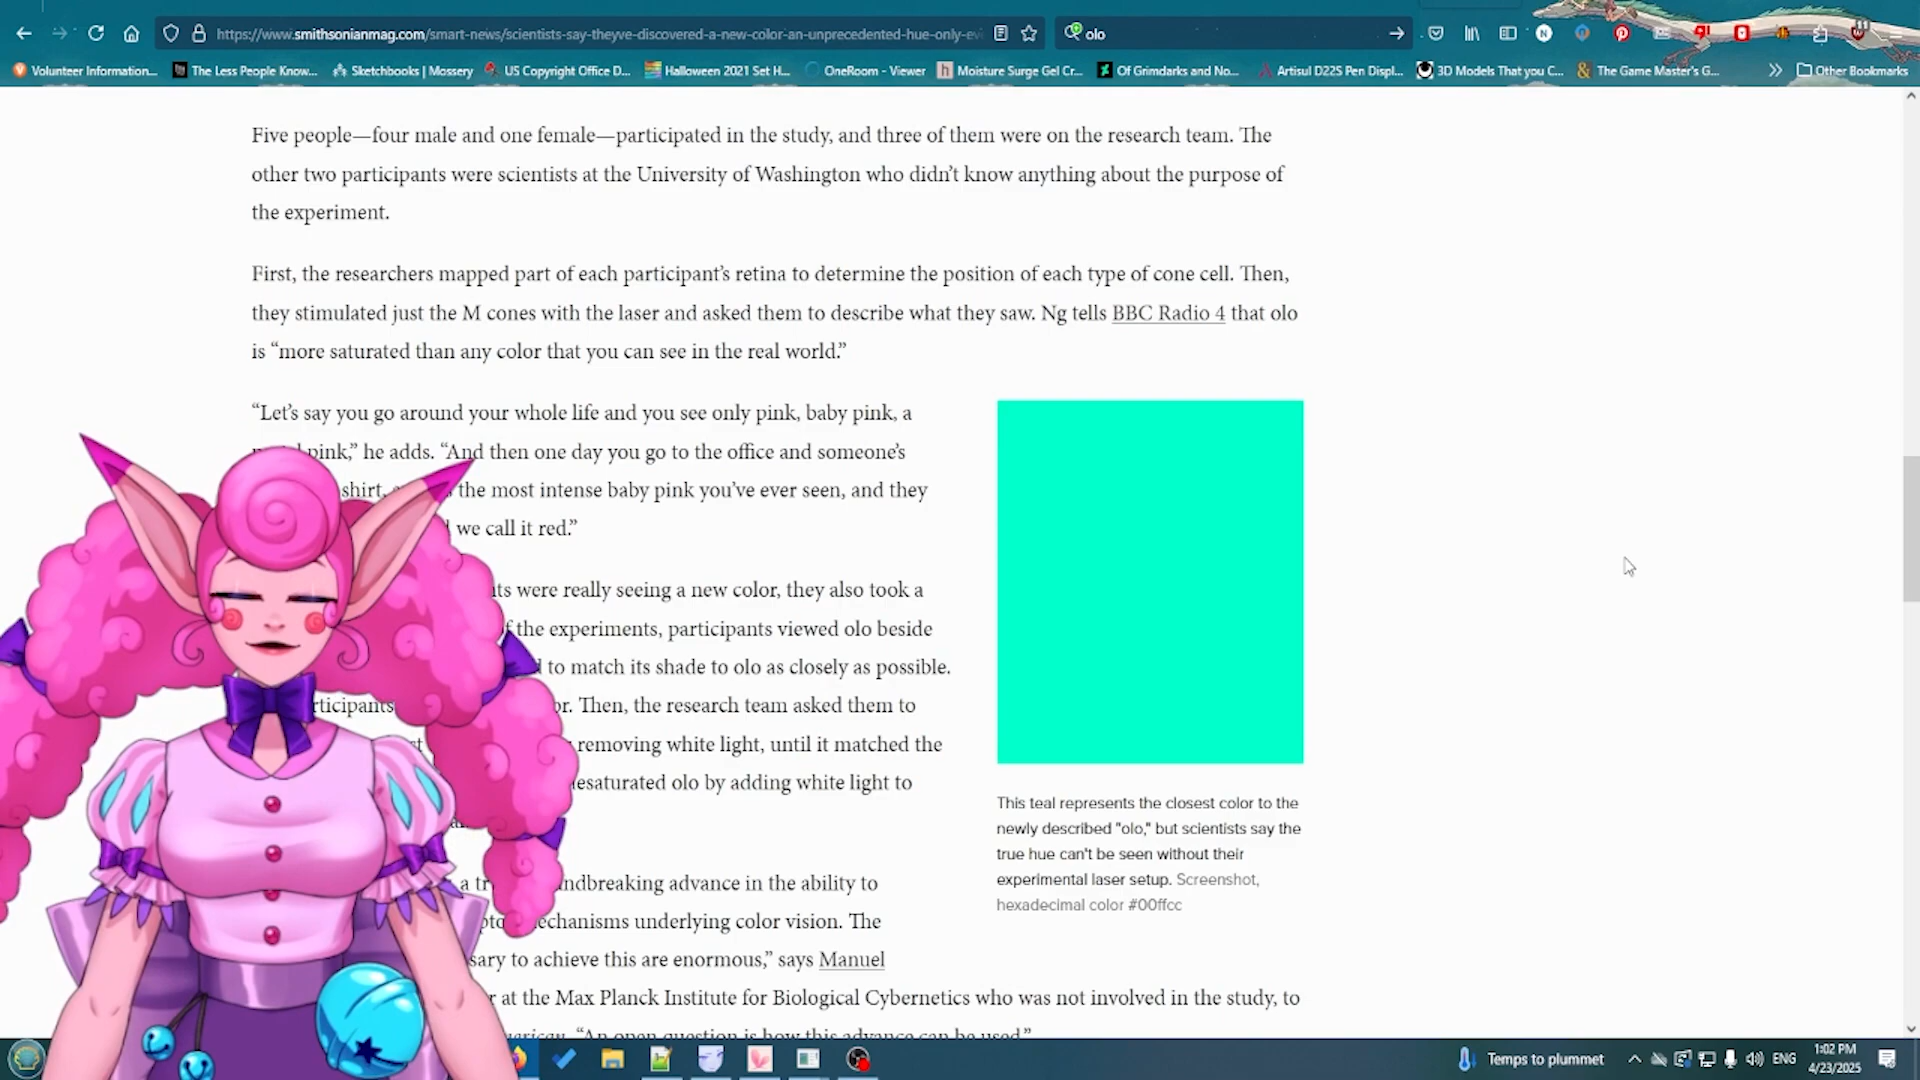 https://www.smithsonianmag.com/smart-news/scientists-say-theyve-discovered-a-new-color-an-unprecedented-hue-only-ev
olo
Volunteer Information...
The Less People Know...
Sketchbooks | Mossery
US Copyright Office D...
Halloween 2021 Set H...
OneRoom - Viewer
Moisture Surge Gel Cr...
Of Grimdarks and No...
Artisul D22S Pen Displ...
3D Models That you C...
The Game Master's G...
Other Bookmarks
Five people—four male and one female—participated in the study, and three of them were on the research team. The
other two participants were scientists at the University of Washington who didn’t know anything about the purpose of
the experiment.
First, the researchers mapped part of each participant’s retina to determine the position of each type of cone cell. Then,
they stimulated just the M cones with the laser and asked them to describe what they saw. Ng tells BBC Radio 4 that olo
is “more saturated than any color that you can see in the real world.”
“Let’s say you go around your whole life and you see only pink, baby pink, a
pink,” he adds. “And then one day you go to the office and someone’s
shirt, the most intense baby pink you’ve ever seen, and they
we call it red.”
were really seeing a new color, they also took a
the experiments, participants viewed olo beside
to match its shade to olo as closely as possible.
Then, the research team asked them to
removing white light, until it matched the
desaturated olo by adding white light to
a advance in the ability to
mechanisms underlying color vision. The
to achieve this are enormous,” says Manuel
at the Max Planck Institute for Biological Cybernetics who was not involved in the study, to
“An open question is how this advance can be used.”
This teal represents the closest color to the
newly described "olo," but scientists say the
true hue can't be seen without their
experimental laser setup. Screenshot,
hexadecimal color #00ffcc
Temps to plummet
ENG
1:02 PM
4/23/2025